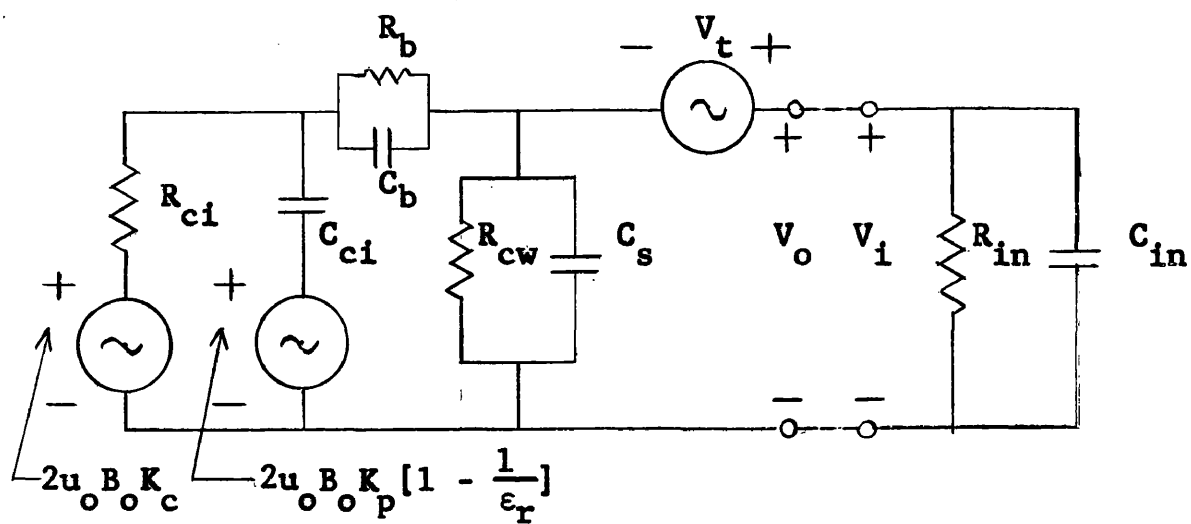 R_b
− V_t +
C_b
+ +
R_ci
C_ci
R_cw
C_s
V_o
V_i
R_in
C_in
+ +
− −
− −
2u_oB_oK_c
2u_oB_oK_p[1 - 1/ε_r]